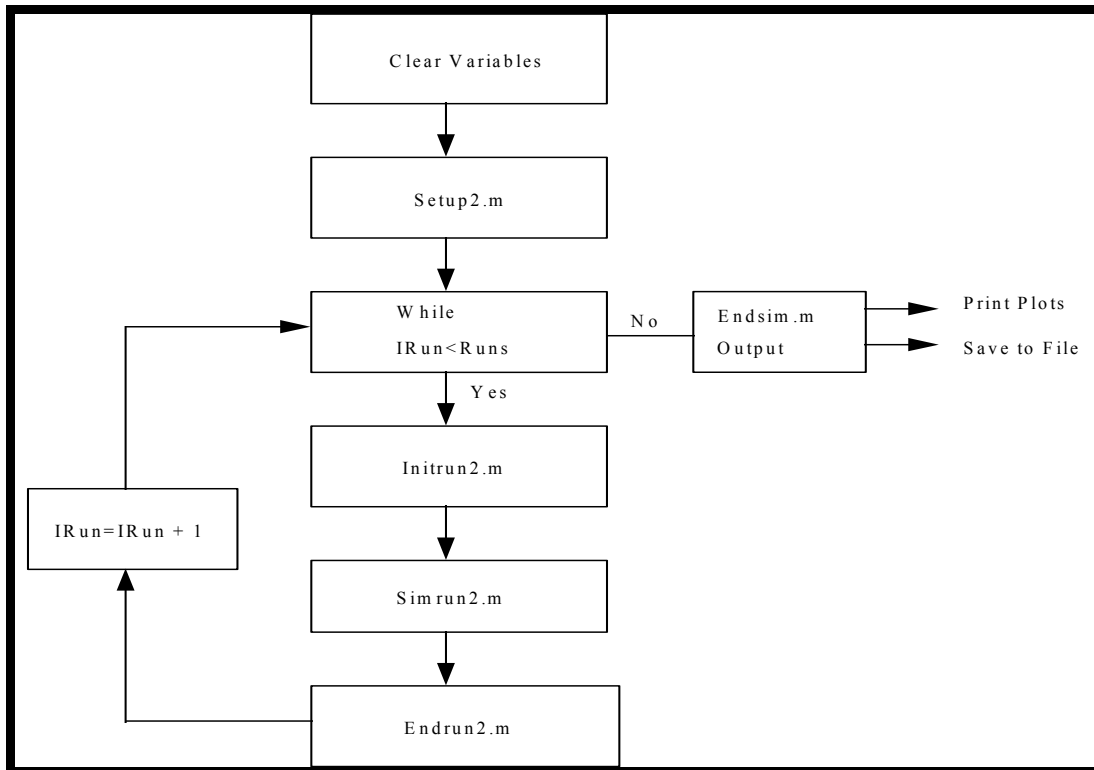 Clear Variables
Setup2.m
While
IRun<Runs
No
Endsim.m
Output
Print Plots
Save to File
Yes
Initrun2.m
IRun=IRun + 1
Simrun2.m
Endrun2.m